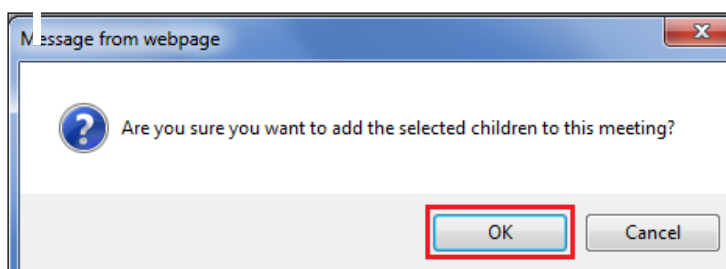 Message from webpage
Are you sure you want to add the selected children to this meeting?
OK
Cancel